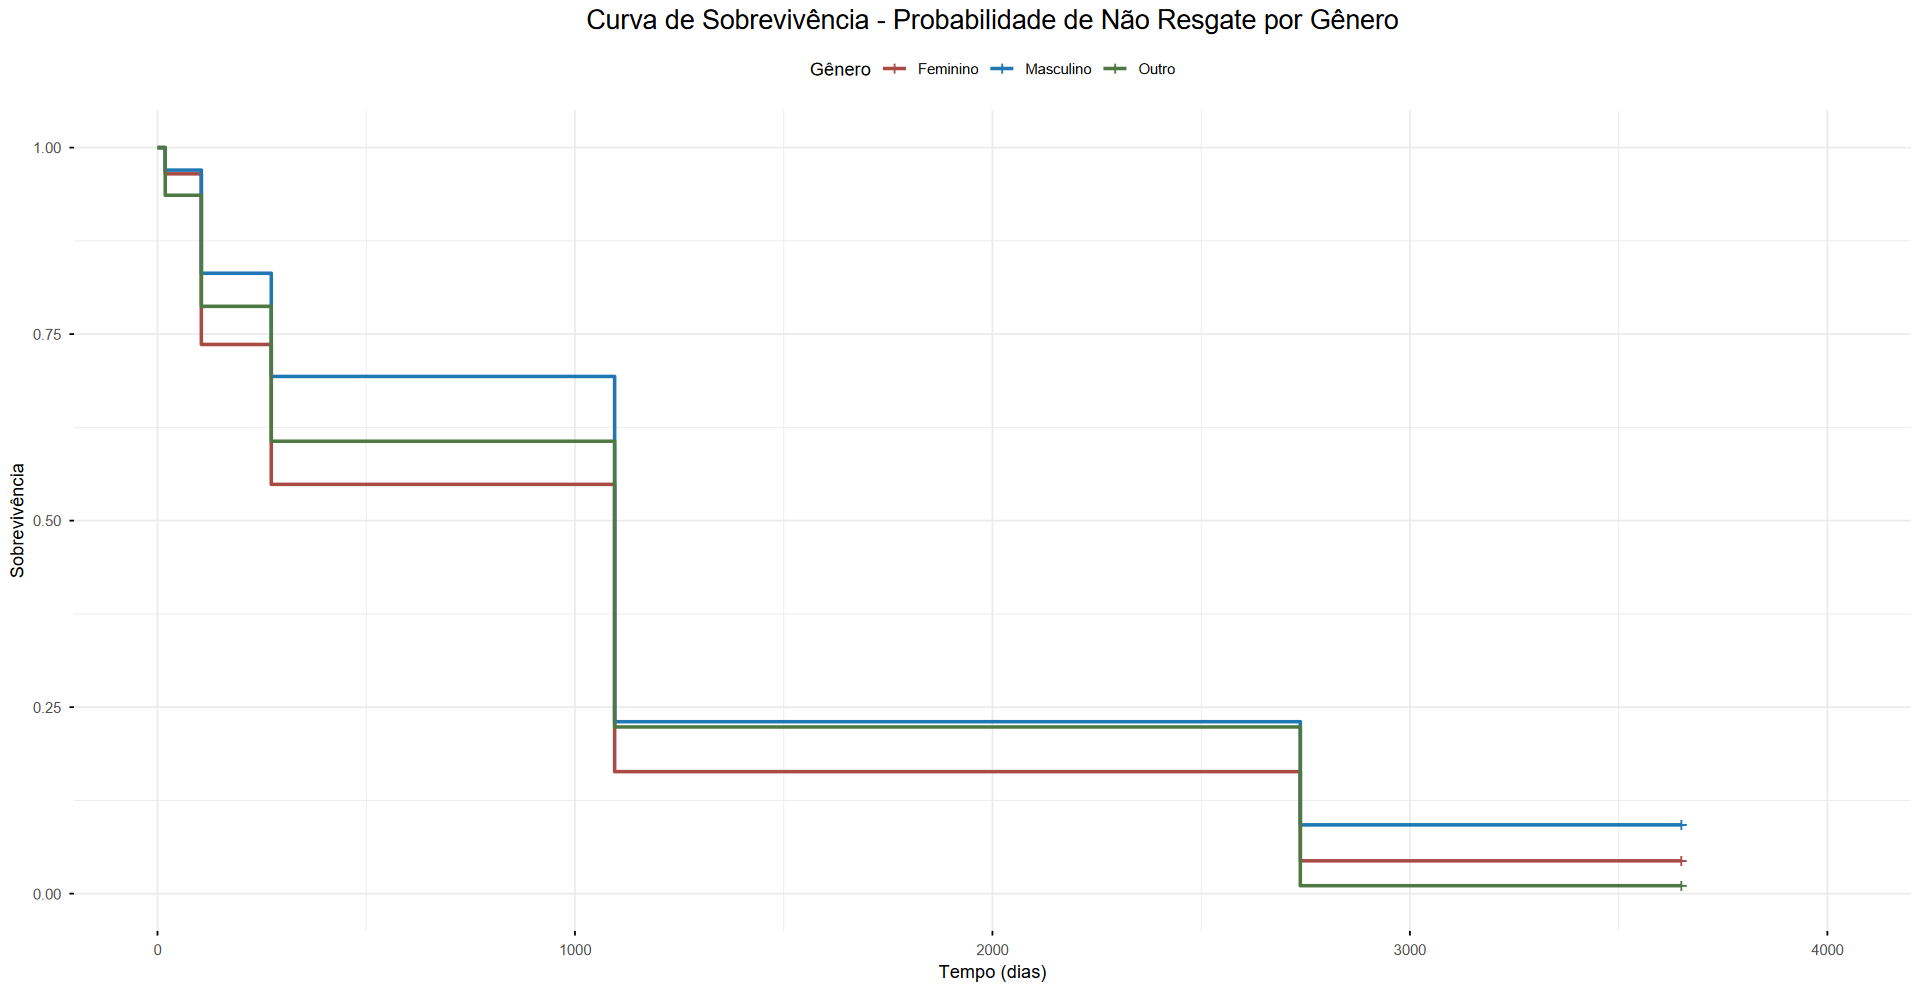 Curva de Sobrevivência - Probabilidade de Não Resgate por Gênero
Gênero Feminino Masculino Outro
1.00
0.75
0.50
0.25
0.00
Sobrevivência
0 1000 2000 3000 4000
Tempo (dias)